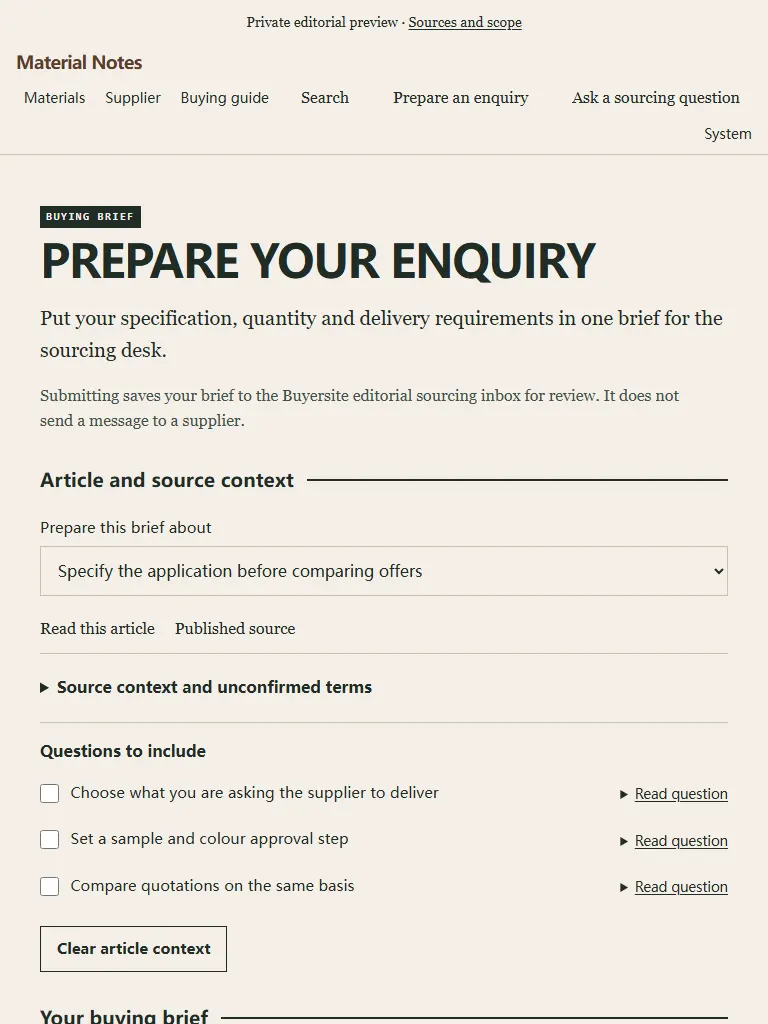 Private editorial preview · Sources and scope
Material Notes
Materials Supplier Buying guide Search Prepare an enquiry Ask a sourcing question
System
BUYING BRIEF
PREPARE YOUR ENQUIRY
Put your specification, quantity and delivery requirements in one brief for the
sourcing desk.
Submitting saves your brief to the Buyersite editorial sourcing inbox for review. It does not
send a message to a supplier.
Article and source context
Prepare this brief about
Specify the application before comparing offers
Read this article Published source
Source context and unconfirmed terms
Questions to include
Choose what you are asking the supplier to deliver Read question
Set a sample and colour approval step Read question
Compare quotations on the same basis Read question
Clear article context
Your buying brief